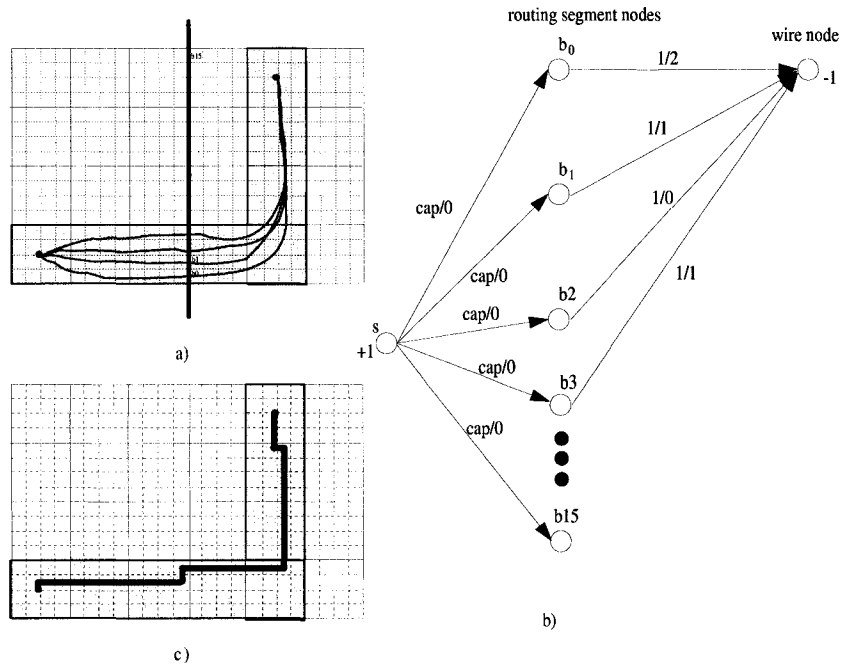 routing segment nodes
wire node
b0
1/2
-1
b15
b1
1/1
cap/0
1/0
cap/0
b1
b0
b2
1/1
cap/0
s
+1
a)
b3
cap/0
cap/0
b15
b)
c)